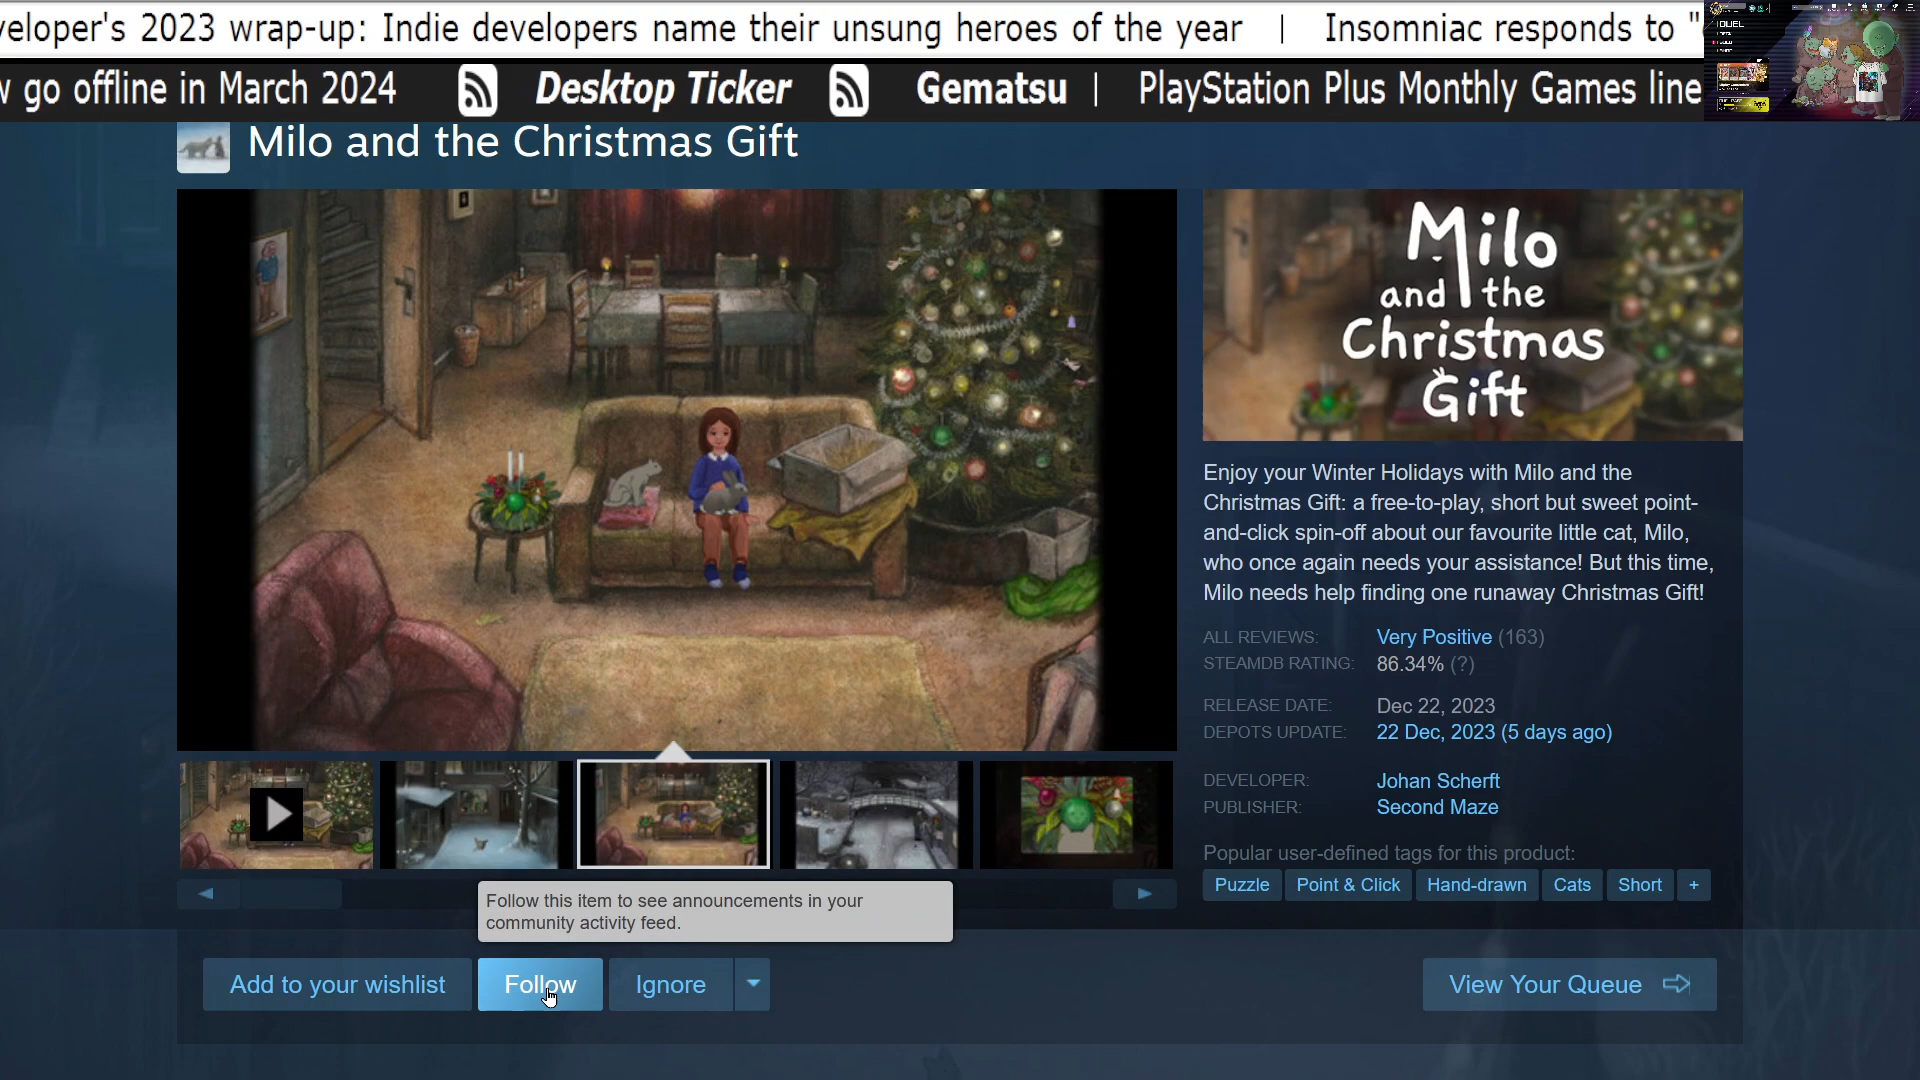 veloper's 2023 wrap-up: Indie developers name their unsung heroes of the year | Insomniac responds to "
w go offline in March 2024 Desktop Ticker Gematsu | PlayStation Plus Monthly Games line
Milo and the Christmas Gift
Milo
and the
Christmas
Gift
Enjoy your Winter Holidays with Milo and the
Christmas Gift: a free-to-play, short but sweet point-
and-click spin-off about our favourite little cat, Milo,
who once again needs your assistance! But this time,
Milo needs help finding one runaway Christmas Gift!
ALL REVIEWS: Very Positive (163)
STEAMDB RATING: 86.34% (?)
RELEASE DATE: Dec 22, 2023
DEPOTS UPDATE: 22 Dec, 2023 (5 days ago)
DEVELOPER: Johan Scherft
PUBLISHER: Second Maze
Popular user-defined tags for this product:
Puzzle Point & Click Hand-drawn Cats Short +
Follow this item to see announcements in your
community activity feed.
Add to your wishlist Follow Ignore View Your Queue